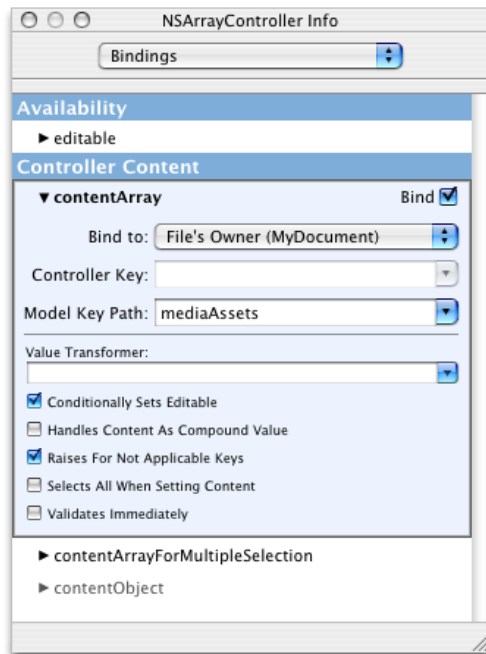 NSArrayController Info
Bindings
Availability
editable
Controller Content
contentArray Bind
Bind to: File's Owner (MyDocument)
Controller Key:
Model Key Path: mediaAssets
Value Transformer:
Conditionally Sets Editable
Handles Content As Compound Value
Raises For Not Applicable Keys
Selects All When Setting Content
Validates Immediately
contentArrayForMultipleSelection
contentObject